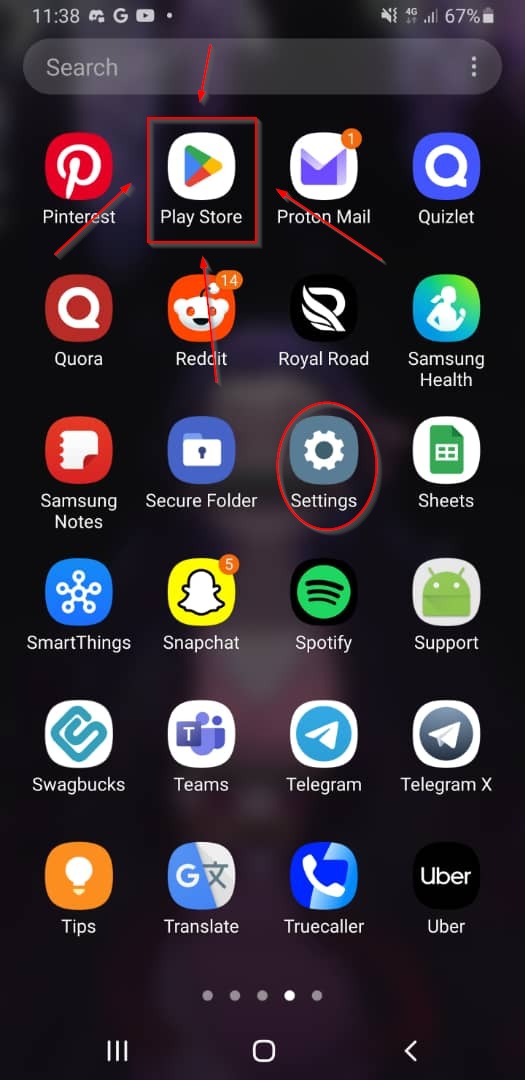 11:38 4G 67%
Search
1
Pinterest Play Store Proton Mail Quizlet
14
Quora Reddit Royal Road Samsung
Health
Samsung Secure Folder Settings Sheets
Notes
5
SmartThings Snapchat Spotify Support
T
Swagbucks Teams Telegram Telegram X
G 文 Uber
Tips Translate Truecaller Uber